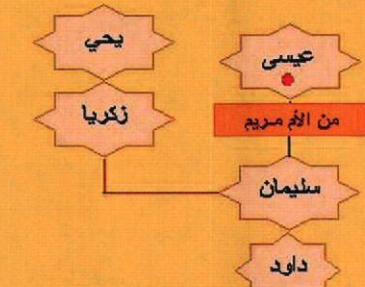 يحي
عيسى
زكريا
من الأم مريم
سليمان
داود